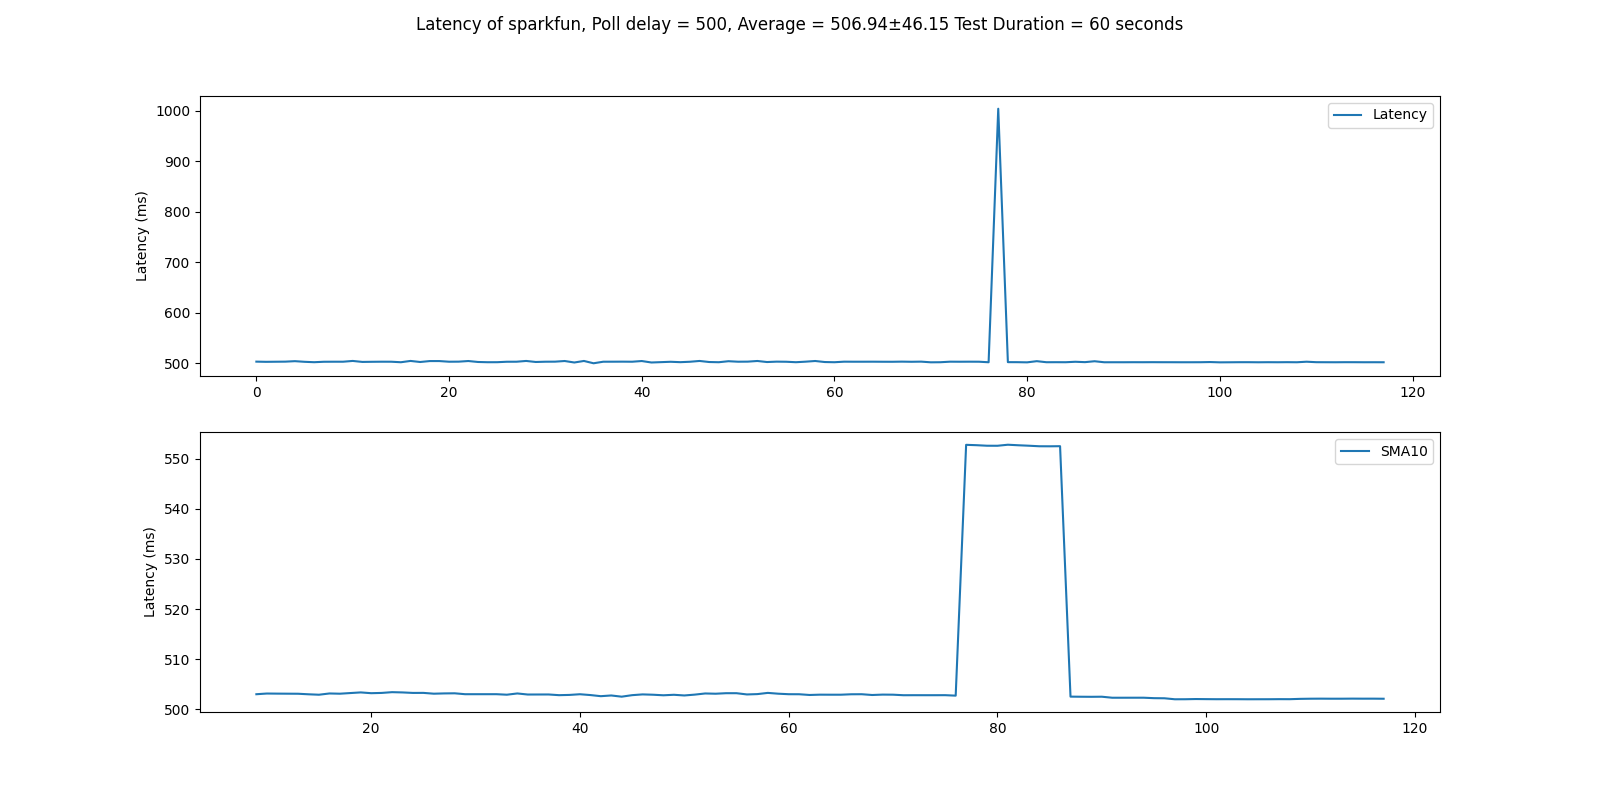 Latency of sparkfun, Poll delay = 500, Average = 506.94±46.15 Test Duration = 60 seconds
Latency (ms)
1000
900
800
700
600
500
Latency
0 20 40 60 80 100 120
Latency (ms)
550
540
530
520
510
500
SMA10
20 40 60 80 100 120